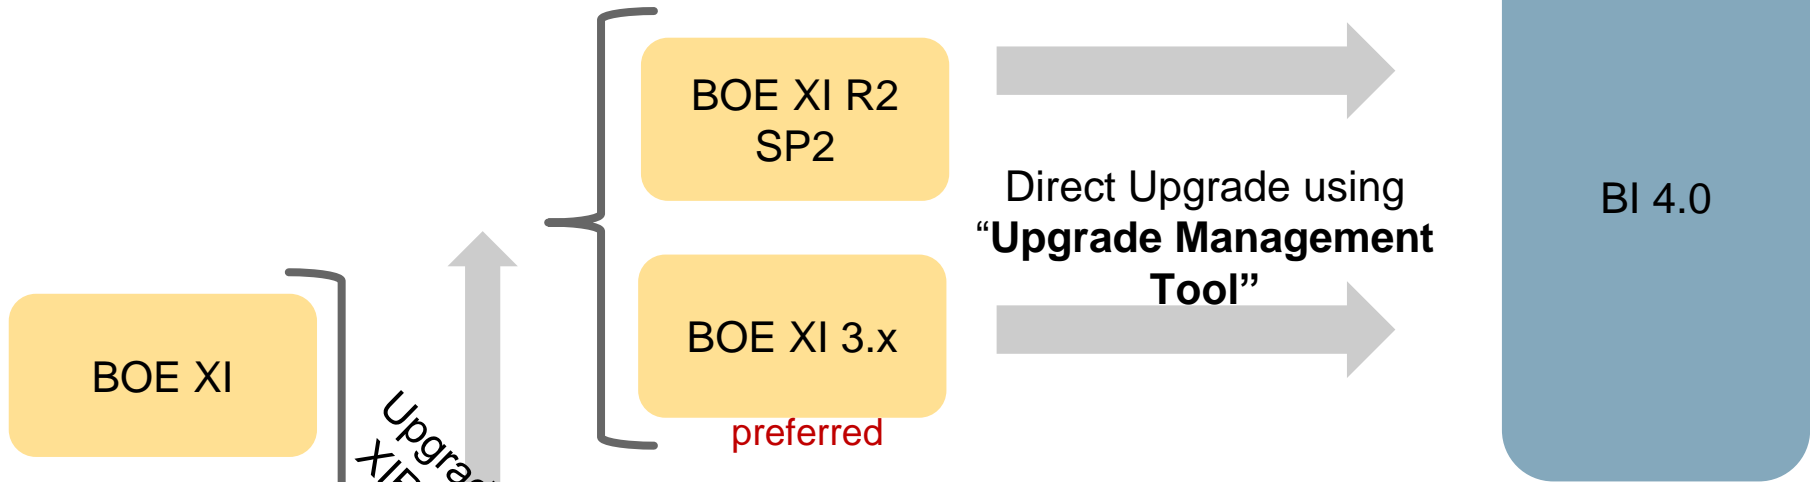 BOE XI R2
SP2
Direct Upgrade using
“Upgrade Management
Tool”
BI 4.0
BOE XI 3.x
preferred
BOE XI